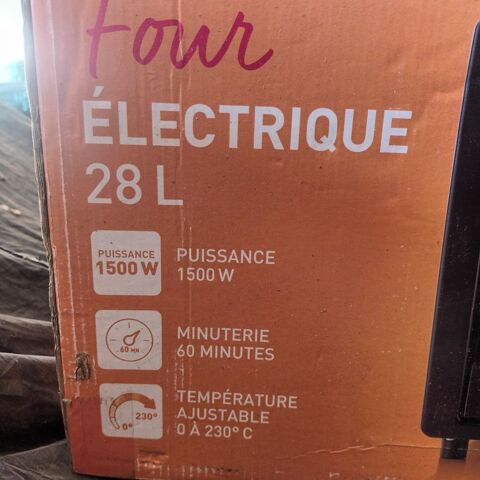 Four
ÉLECTRIQUE
28 L
PUISSANCE
1500 W
PUISSANCE
1500 W
60 MN
MINUTERIE
60 MINUTES
230°
0°
TEMPÉRATURE
AJUSTABLE
0 À 230° C